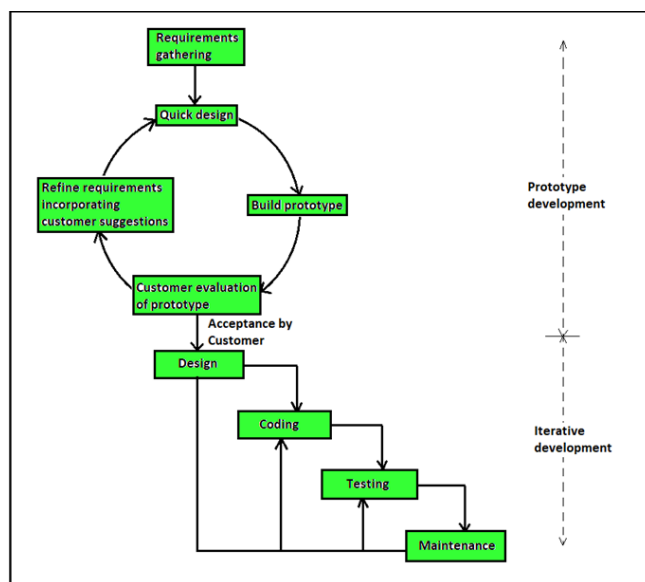 Requirements
gathering
Quick design
Refine requirements
incorporating
customer suggestions
Build prototype
Prototype
development
Customer evaluation
of prototype
Acceptance by
Customer
Design
Coding
Iterative
development
Testing
Maintenance